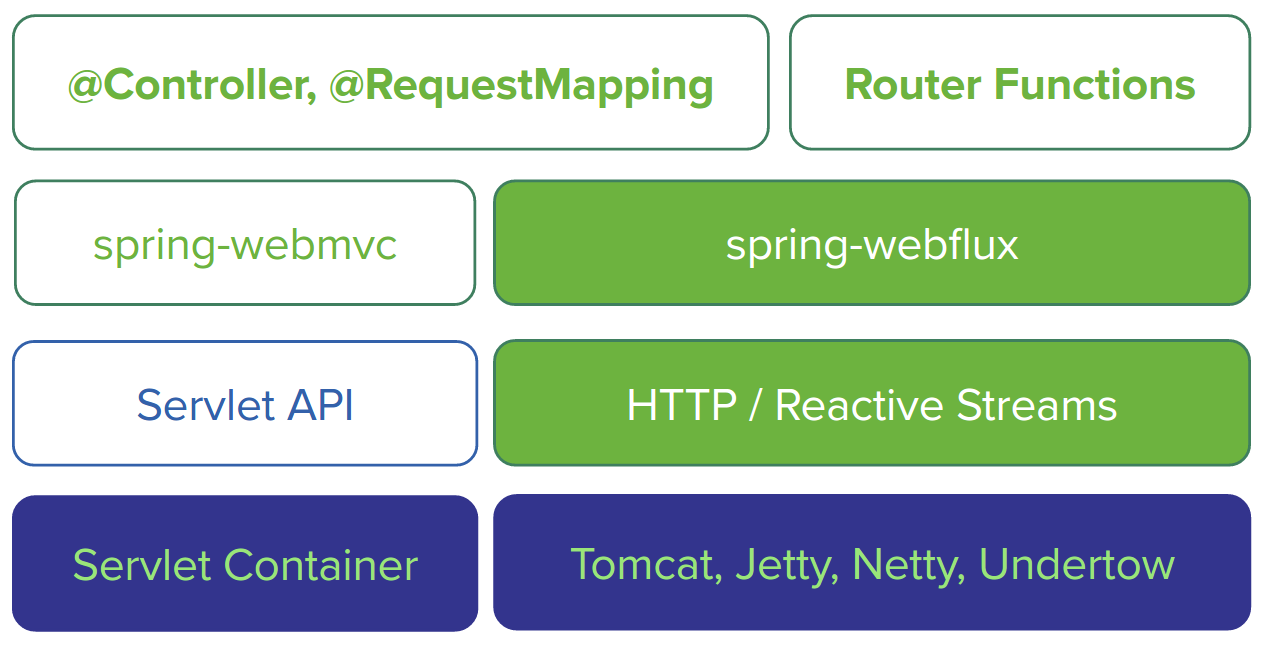 @Controller, @RequestMapping
Router Functions
spring-webmvc
spring-webflux
Servlet API
HTTP / Reactive Streams
Servlet Container
Tomcat, Jetty, Netty, Undertow